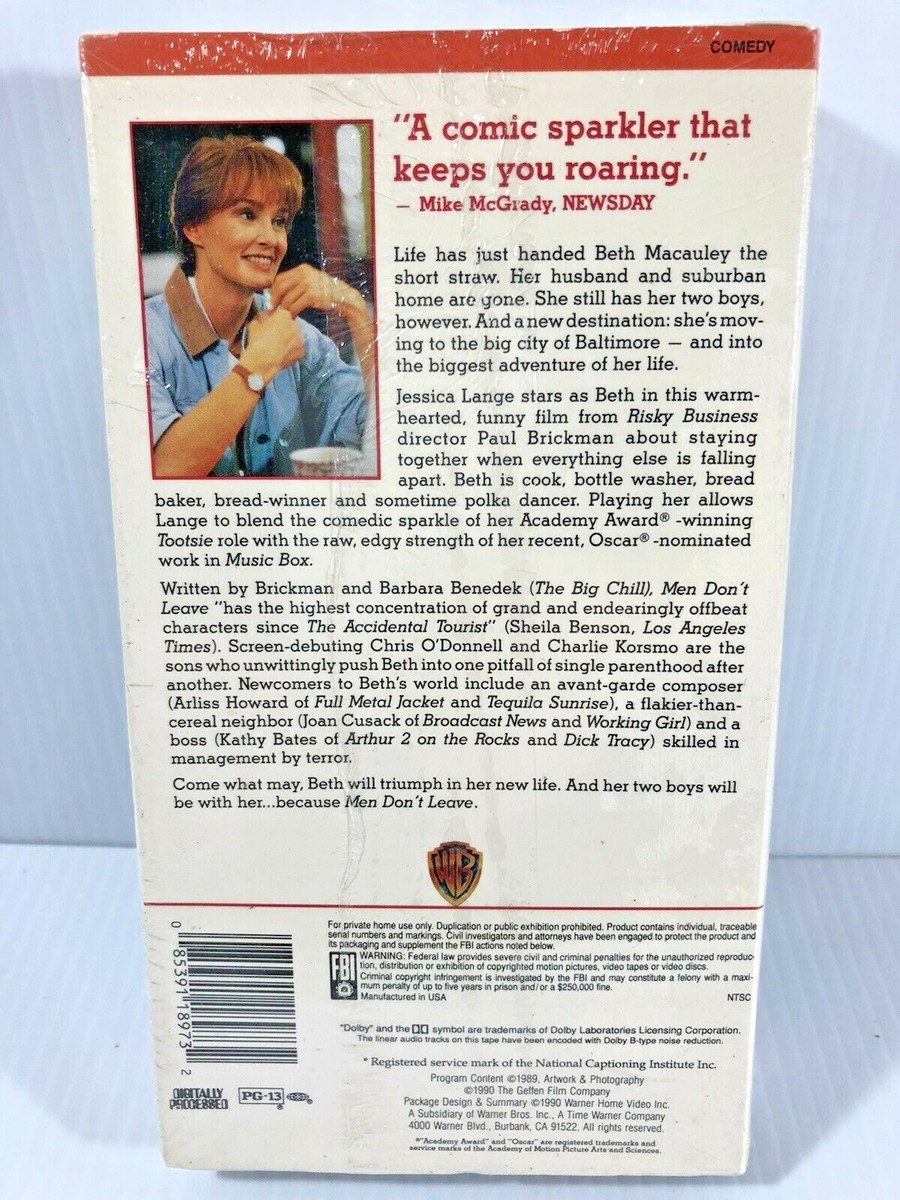 COMEDY
"A comic sparkler that
keeps you roaring."
— Mike McGrady, NEWSDAY
Life has just handed Beth Macauley the
short straw. Her husband and suburban
home are gone. She still has her two boys,
however. And a new destination: she's mov-
ing to the big city of Baltimore — and into
the biggest adventure of her life.
Jessica Lange stars as Beth in this warm-
hearted, funny film from Risky Business
director Paul Brickman about staying
together when everything else is falling
apart. Beth is cook, bottle washer, bread
baker, bread-winner and sometime polka dancer. Playing her allows
Lange to blend the comedic sparkle of her Academy Award® -winning
Tootsie role with the raw, edgy strength of her recent, Oscar® -nominated
work in Music Box.
Written by Brickman and Barbara Benedek (The Big Chill), Men Don't
Leave "has the highest concentration of grand and endearingly offbeat
characters since The Accidental Tourist" (Sheila Benson, Los Angeles
Times). Screen-debuting Chris O'Donnell and Charlie Korsmo are the
sons who unwittingly push Beth into one pitfall of single parenthood after
another. Newcomers to Beth's world include an avant-garde composer
(Arliss Howard of Full Metal Jacket and Tequila Sunrise), a flakier-than-
cereal neighbor (Joan Cusack of Broadcast News and Working Girl) and a
boss (Kathy Bates of Arthur 2 on the Rocks and Dick Tracy) skilled in
management by terror.
Come what may, Beth will triumph in her new life. And her two boys will
be with her...because Men Don't Leave.
WB
For private home use only. Duplication or public exhibition prohibited. Product contains individual, traceable
serial numbers and markings. Civil investigators and attorneys have been engaged to protect the product and
its packaging and supplement the FBI actions noted below.
FBI
WARNING: Federal law provides severe civil and criminal penalties for the unauthorized reproduc-
tion, distribution or exhibition of copyrighted motion pictures, video tapes or video discs.
Criminal copyright infringement is investigated by the FBI and may constitute a felony with a maxi-
mum penalty of up to five years in prison and/or a $250,000 fine.
Manufactured in USA NTSC
"Dolby" and the symbol are trademarks of Dolby Laboratories Licensing Corporation.
The linear audio tracks on this tape have been encoded with Dolby B-type noise reduction.
* Registered service mark of the National Captioning Institute Inc.
Program Content ©1989, Artwork & Photography
©1990 The Geffen Film Company
Package Design & Summary ©1990 Warner Home Video Inc.
A Subsidiary of Warner Bros. Inc., A Time Warner Company
4000 Warner Blvd., Burbank, CA 91522. All rights reserved.
®"Academy Award" and "Oscar" are registered trademarks and
service marks of the Academy of Motion Picture Arts and Sciences.
0 85391 18973 2
DIGITALLY
PROCESSED
PG-13